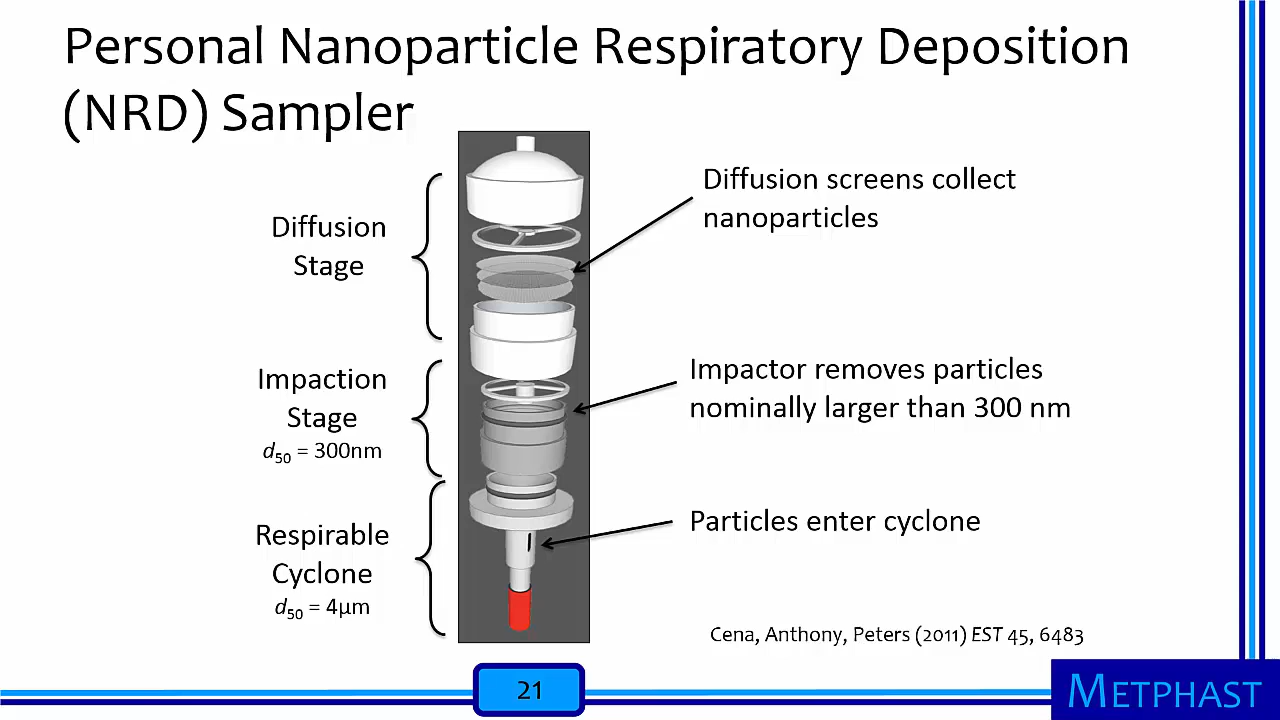 Personal Nanoparticle Respiratory Deposition
(NRD) Sampler
Diffusion
Stage
Diffusion screens collect
nanoparticles
Impaction
Stage
d50 = 300nm
Impactor removes particles
nominally larger than 300 nm
Respirable
Cyclone
d50 = 4µm
Particles enter cyclone
Cena, Anthony, Peters (2011) EST 45, 6483
21
METPHAST